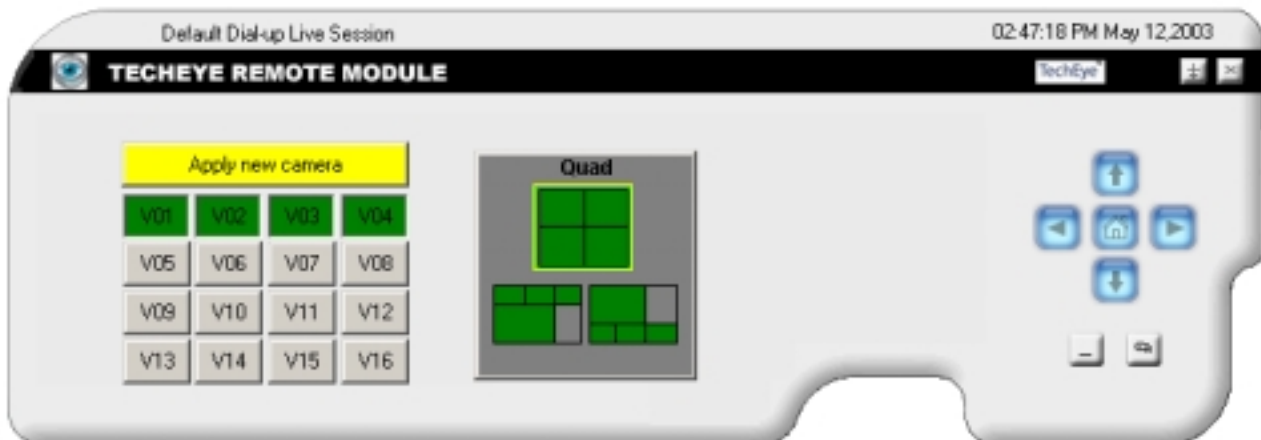 Default Dial-up Live Session
02:47:18 PM May 12,2003
TECHEYE REMOTE MODULE
TechEye
Apply new camera
Quad
V01 V02 V03 V04
V05 V06 V07 V08
V09 V10 V11 V12
V13 V14 V15 V16